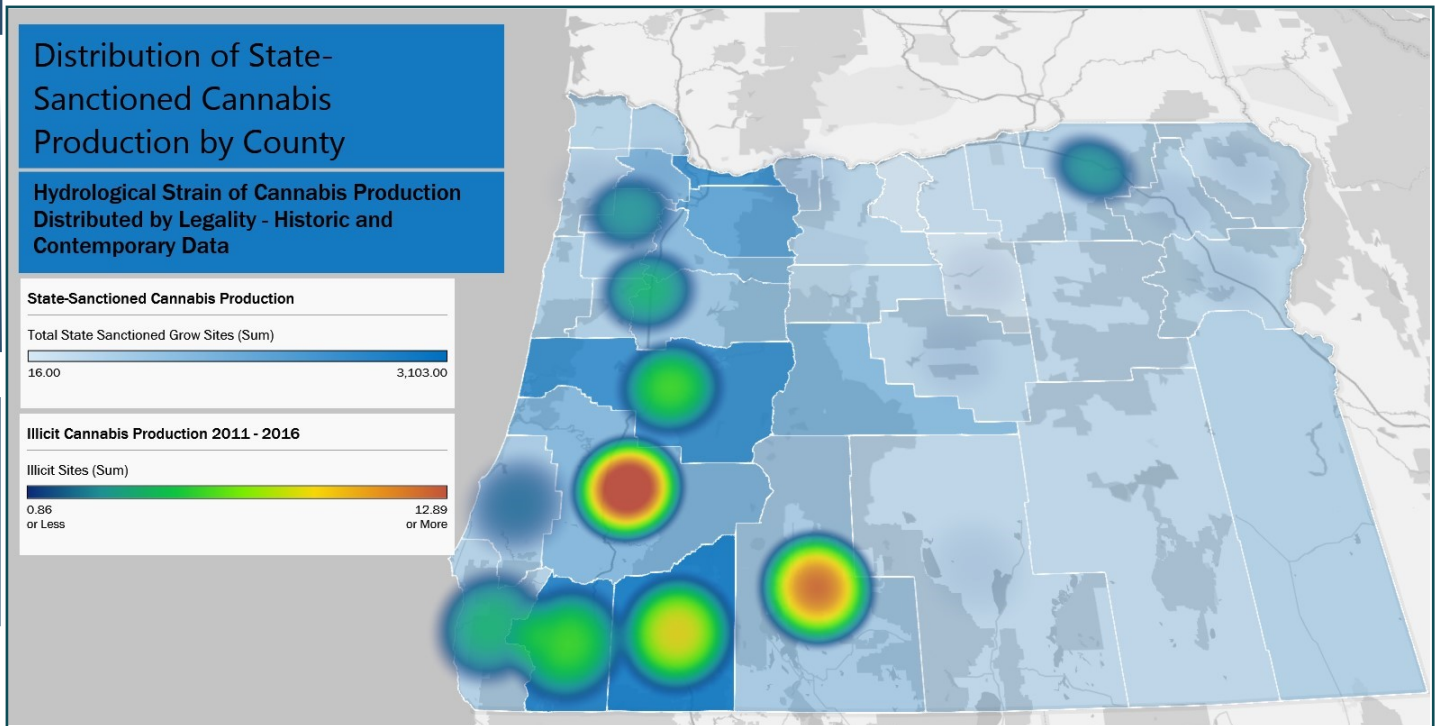 Distribution of State-
Sanctioned Cannabis
Production by County
Hydrological Strain of Cannabis Production
Distributed by Legality - Historic and
Contemporary Data
State-Sanctioned Cannabis Production
Total State Sanctioned Grow Sites (Sum)
16.00 3,103.00
Illicit Cannabis Production 2011 - 2016
Illicit Sites (Sum)
0.86 12.89
or Less or More